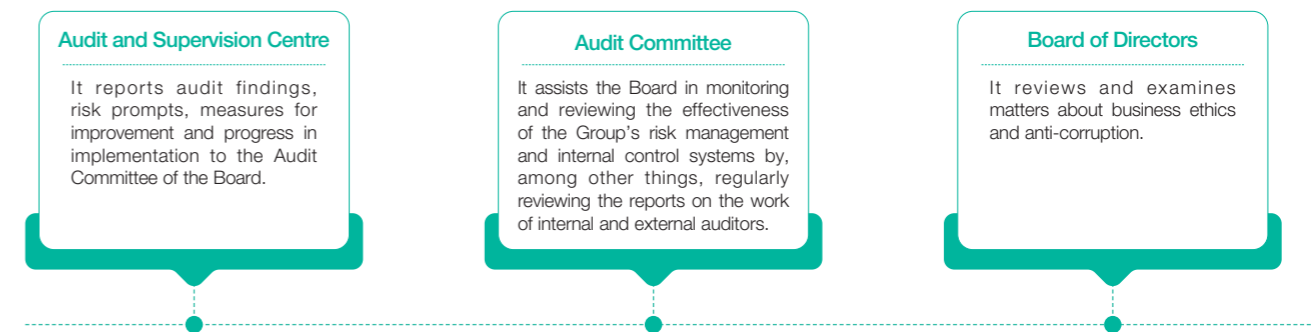 Audit and Supervision Centre
It reports audit findings,
risk prompts, measures for
improvement and progress in
implementation to the Audit
Committee of the Board.
Audit Committee
It assists the Board in monitoring
and reviewing the effectiveness
of the Group’s risk management
and internal control systems by,
among other things, regularly
reviewing the reports on the work
of internal and external auditors.
Board of Directors
It reviews and examines
matters about business ethics
and anti-corruption.